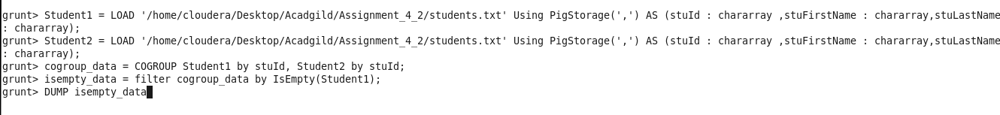 grunt> Student1 = LOAD '/home/cloudera/Desktop/Acadgild/Assignment_4_2/students.txt' Using PigStorage(',') AS (stuId : chararray ,stuFirstName : chararray,stuLastName
: chararray);
grunt> Student2 = LOAD '/home/cloudera/Desktop/Acadgild/Assignment_4_2/students.txt' Using PigStorage(',') AS (stuId : chararray ,stuFirstName : chararray,stuLastName
: chararray);
grunt> cogroup_data = COGROUP Student1 by stuId, Student2 by stuId;
grunt> isempty_data = filter cogroup_data by IsEmpty(Student1);
grunt> DUMP isempty_data